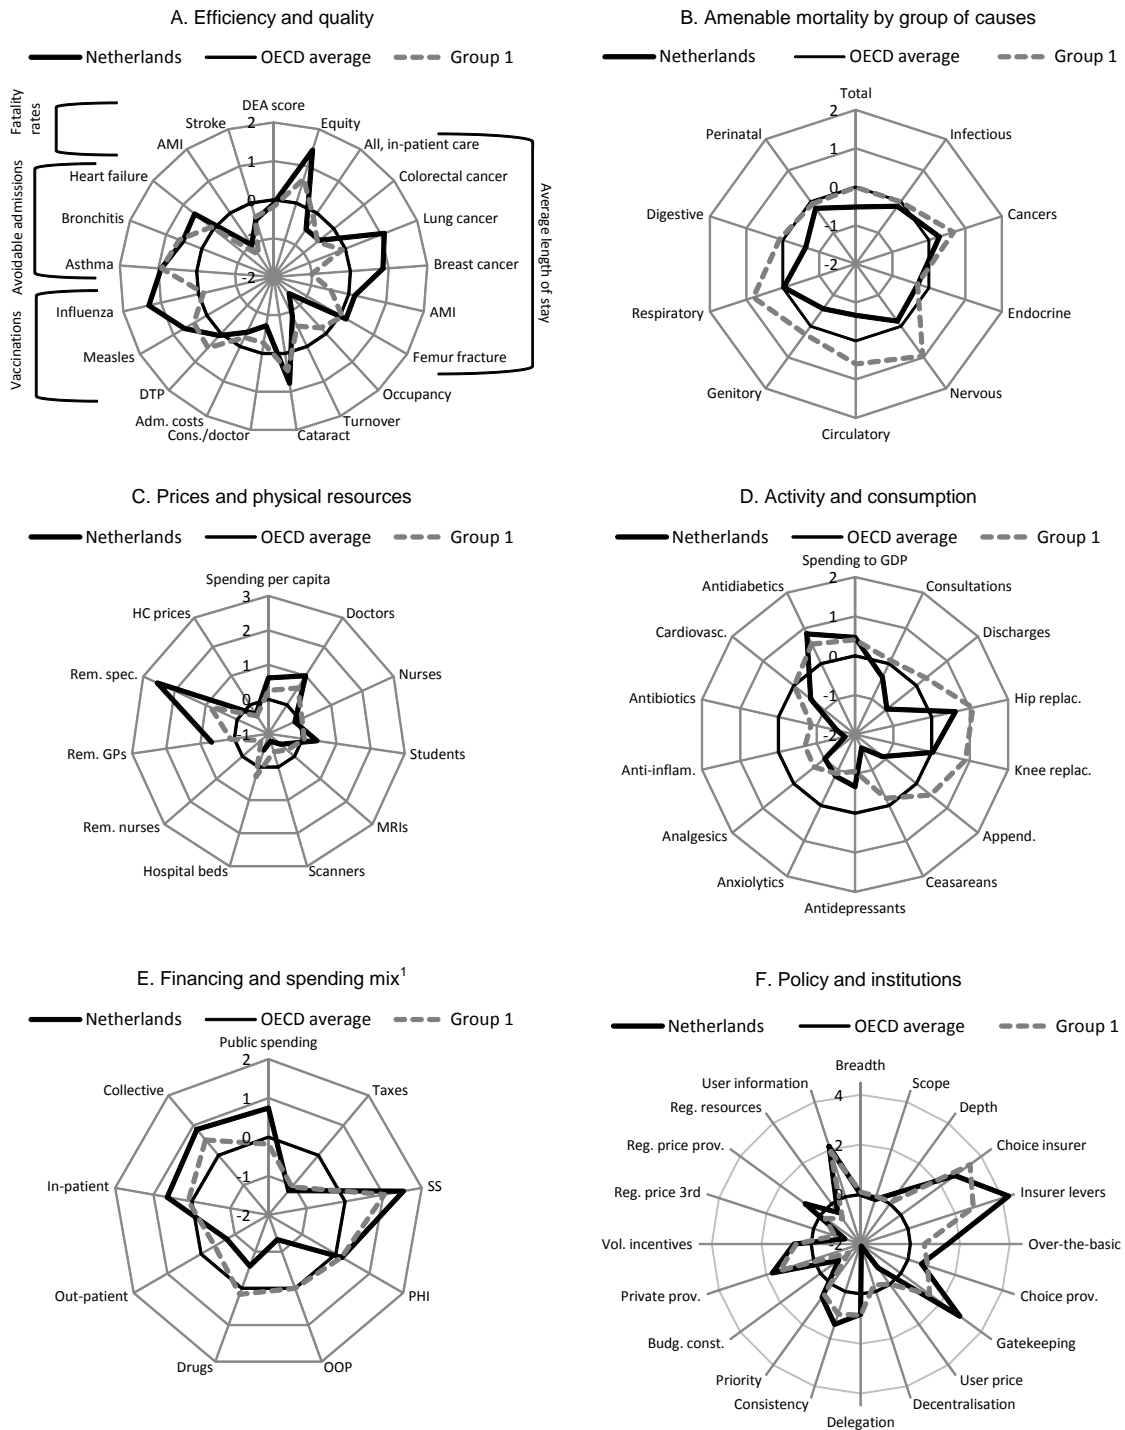 A. Efficiency and quality
Netherlands OECD average Group 1
DEA score
Equity
All, in-patient care
Colorectal cancer
Lung cancer
Breast cancer
AMI
Femur fracture
Occupancy
Turnover
Cataract
Cons./doctor
Adm. costs
DTP
Measles
Influenza
Asthma
Bronchitis
Heart failure
AMI
Stroke
2
1
0
-1
-2
Fatality
rates
Avoidable admissions
Vaccinations
Average length of stay
B. Amenable mortality by group of causes
Netherlands OECD average Group 1
Total
Infectious
Cancers
Endocrine
Nervous
Circulatory
Genitory
Respiratory
Digestive
Perinatal
2
1
0
-1
-2
C. Prices and physical resources
Netherlands OECD average Group 1
Spending per capita
Doctors
Nurses
Students
MRIs
Scanners
Hospital beds
Rem. nurses
Rem. GPs
Rem. spec.
HC prices
3
2
1
0
-1
D. Activity and consumption
Netherlands OECD average Group 1
Spending to GDP
Consultations
Discharges
Hip replac.
Knee replac.
Append.
Ceasareans
Antidepressants
Anxiolytics
Analgesics
Anti-inflam.
Antibiotics
Cardiovasc.
Antidiabetics
2
1
0
-1
-2
E. Financing and spending mix1
Netherlands OECD average Group 1
Public spending
Taxes
SS
PHI
OOP
Drugs
Out-patient
In-patient
Collective
2
1
0
-1
-2
F. Policy and institutions
Netherlands OECD average Group 1
Breadth
Scope
Depth
Choice insurer
Insurer levers
Over-the-basic
Choice prov.
Gatekeeping
User price
Decentralisation
Delegation
Consistency
Priority
Budg. const.
Private prov.
Vol. incentives
Reg. price 3rd
Reg. price prov.
Reg. resources
User information
4
2
0
-2